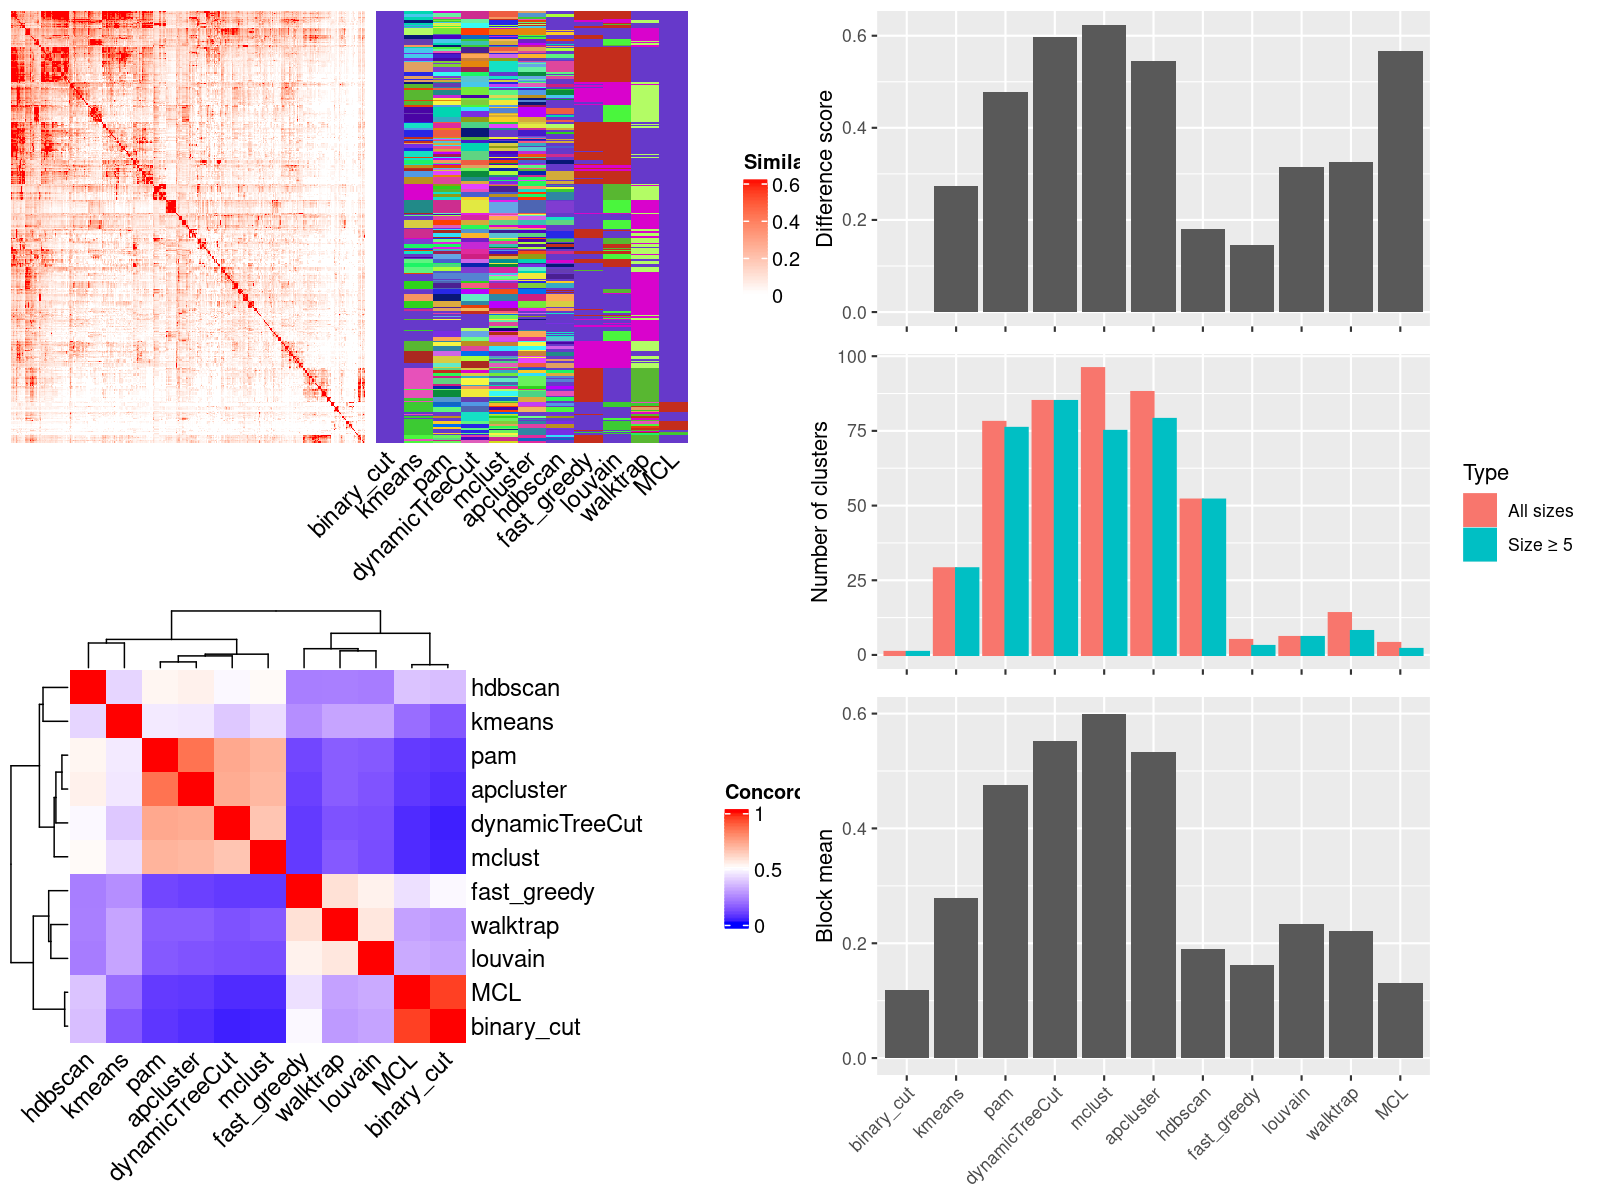 Simila
0.6
0.4
0.2
0
binary_cut
kmeans
pam
dynamicTreeCut
mclust
apcluster
hdbscan
fast_greedy
louvain
walktrap
MCL
hdbscan
kmeans
pam
apcluster
dynamicTreeCut
mclust
fast_greedy
walktrap
louvain
MCL
binary_cut
hdbscan
kmeans
pam
apcluster
dynamicTreeCut
mclust
fast_greedy
walktrap
louvain
MCL
binary_cut
Concord
1
0.5
0
Difference score
0.6
0.4
0.2
0.0
Number of clusters
100
75
50
25
0
Type
All sizes
Size ≥ 5
Block mean
0.6
0.4
0.2
0.0
binary_cut
kmeans
pam
dynamicTreeCut
mclust
apcluster
hdbscan
fast_greedy
louvain
walktrap
MCL